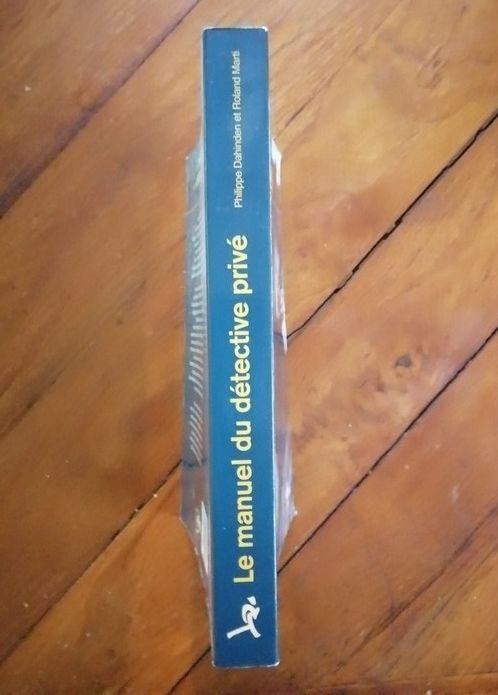 Le manuel du détective privé
Philippe Dahinden et Roland Marti